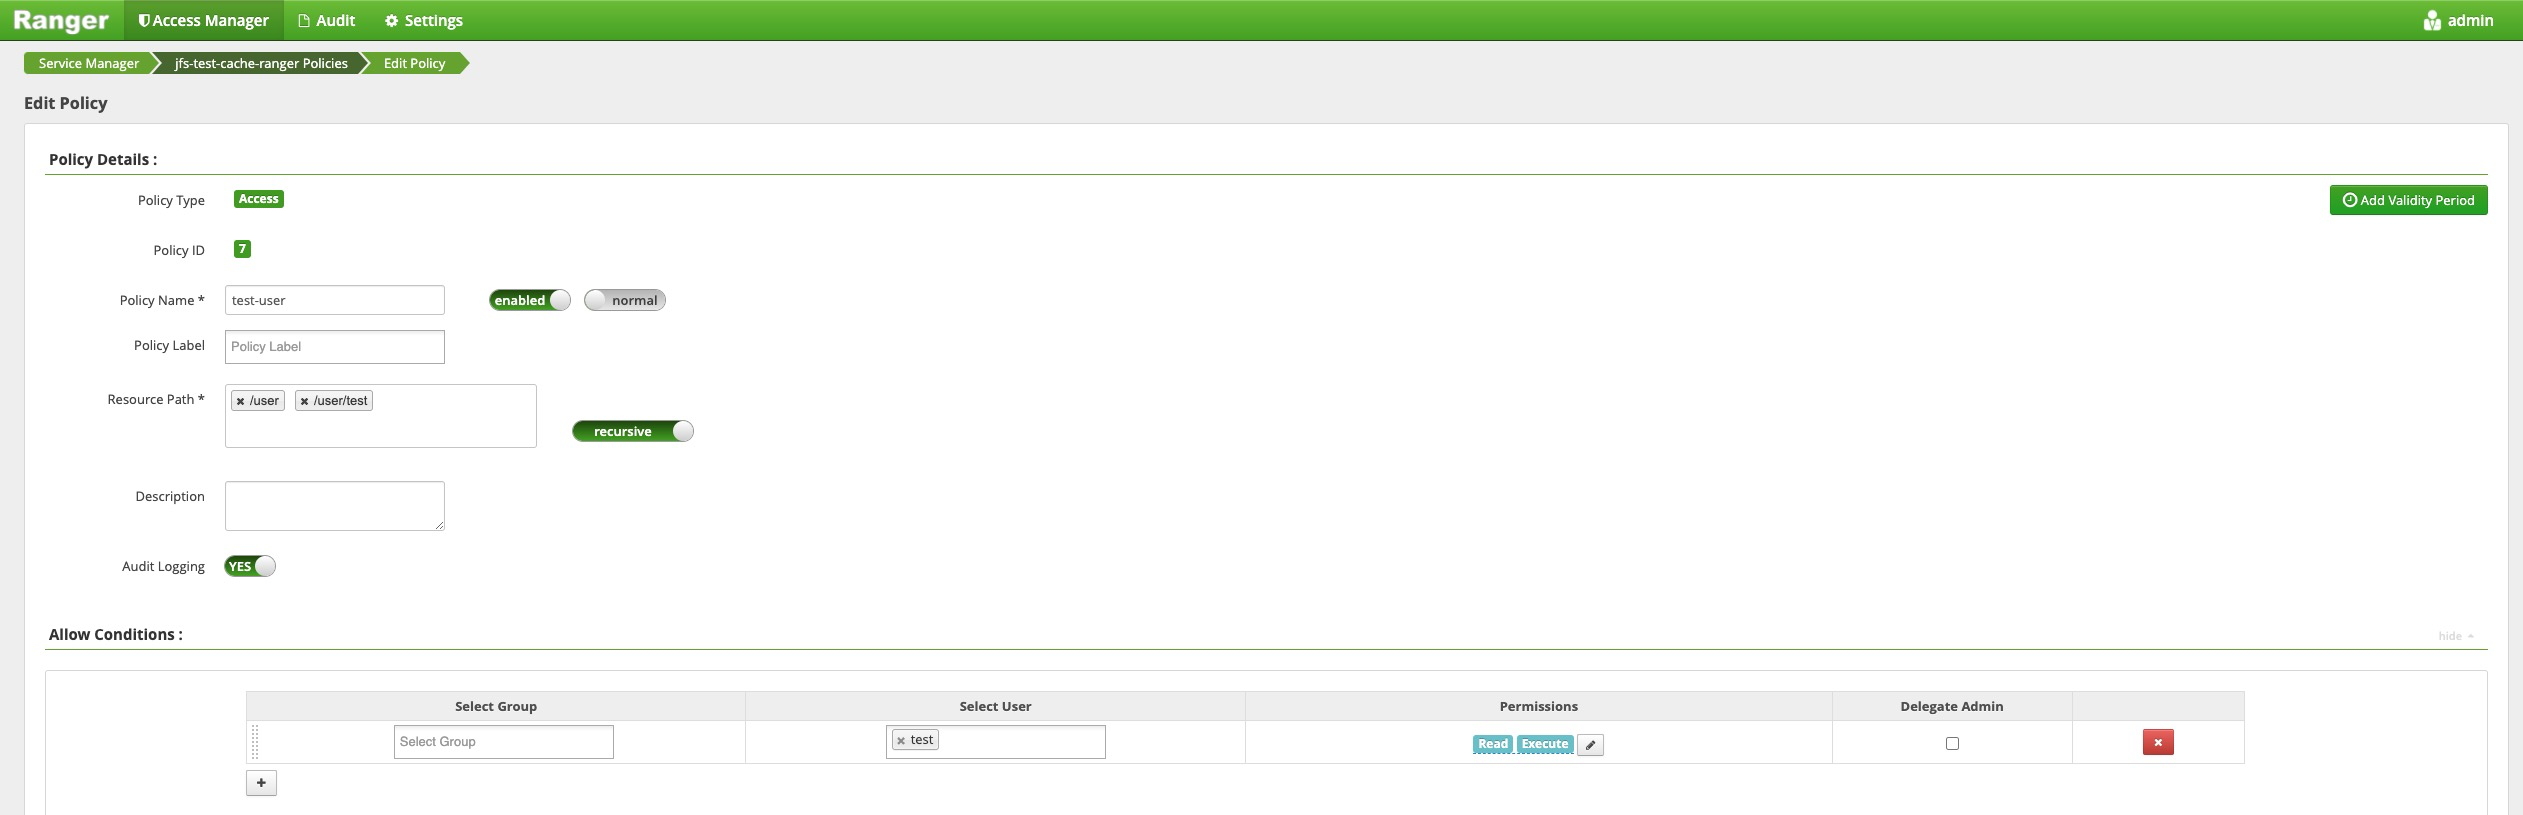 Ranger Access Manager Audit Settings admin
Service Manager jfs-test-cache-ranger Policies Edit Policy
Edit Policy
Policy Details :
Policy Type Access Add Validity Period
Policy ID 7
Policy Name * test-user enabled normal
Policy Label Policy Label
Resource Path * × /user × /user/test
recursive
Description
Audit Logging YES
Allow Conditions : hide
Select Group Select User Permissions Delegate Admin
Select Group × test Read Execute ×
+